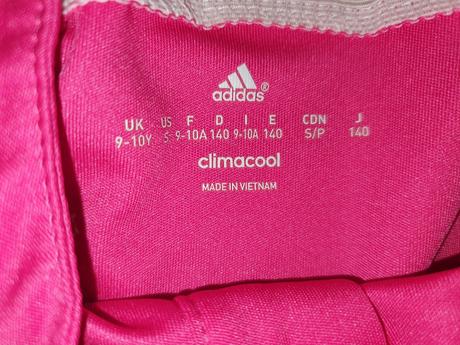 adidas
UK US F D I E CDN J
9-10Y S 9-10A 140 9-10A 140 S/P 140
climacool
MADE IN VIETNAM